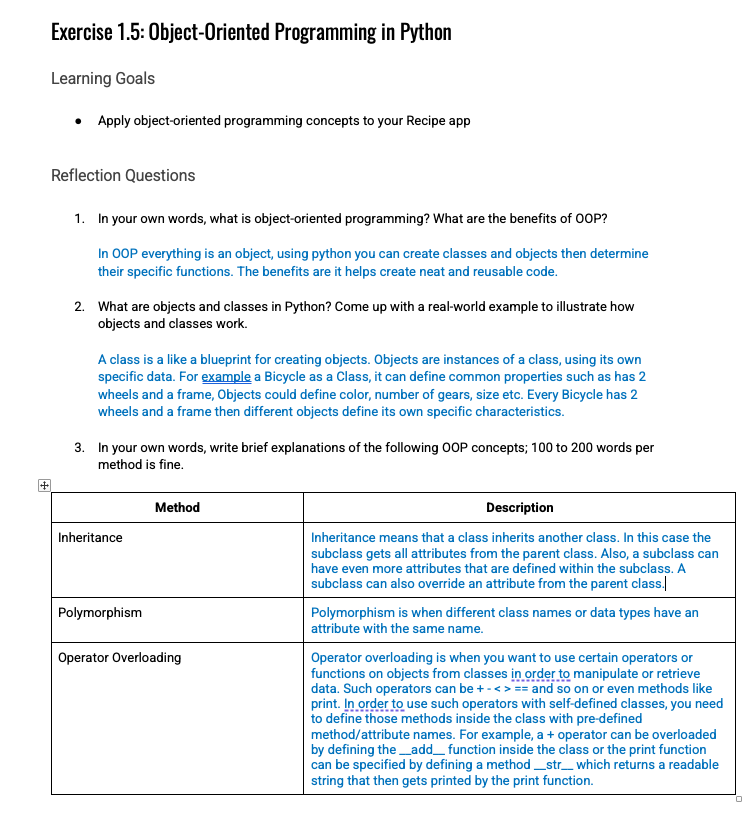 Exercise 1.5: Object-Oriented Programming in Python
Learning Goals
● Apply object-oriented programming concepts to your Recipe app
Reflection Questions
1. In your own words, what is object-oriented programming? What are the benefits of OOP?
In OOP everything is an object, using python you can create classes and objects then determine
their specific functions. The benefits are it helps create neat and reusable code.
2. What are objects and classes in Python? Come up with a real-world example to illustrate how
objects and classes work.
A class is a like a blueprint for creating objects. Objects are instances of a class, using its own
specific data. For example a Bicycle as a Class, it can define common properties such as has 2
wheels and a frame, Objects could define color, number of gears, size etc. Every Bicycle has 2
wheels and a frame then different objects define its own specific characteristics.
3. In your own words, write brief explanations of the following OOP concepts; 100 to 200 words per
method is fine.
Method Description
Inheritance Inheritance means that a class inherits another class. In this case the
subclass gets all attributes from the parent class. Also, a subclass can
have even more attributes that are defined within the subclass. A
subclass can also override an attribute from the parent class.
Polymorphism Polymorphism is when different class names or data types have an
attribute with the same name.
Operator Overloading Operator overloading is when you want to use certain operators or
functions on objects from classes in order to manipulate or retrieve
data. Such operators can be + - < > == and so on or even methods like
print. In order to use such operators with self-defined classes, you need
to define those methods inside the class with pre-defined
method/attribute names. For example, a + operator can be overloaded
by defining the __add__ function inside the class or the print function
can be specified by defining a method __str__ which returns a readable
string that then gets printed by the print function.